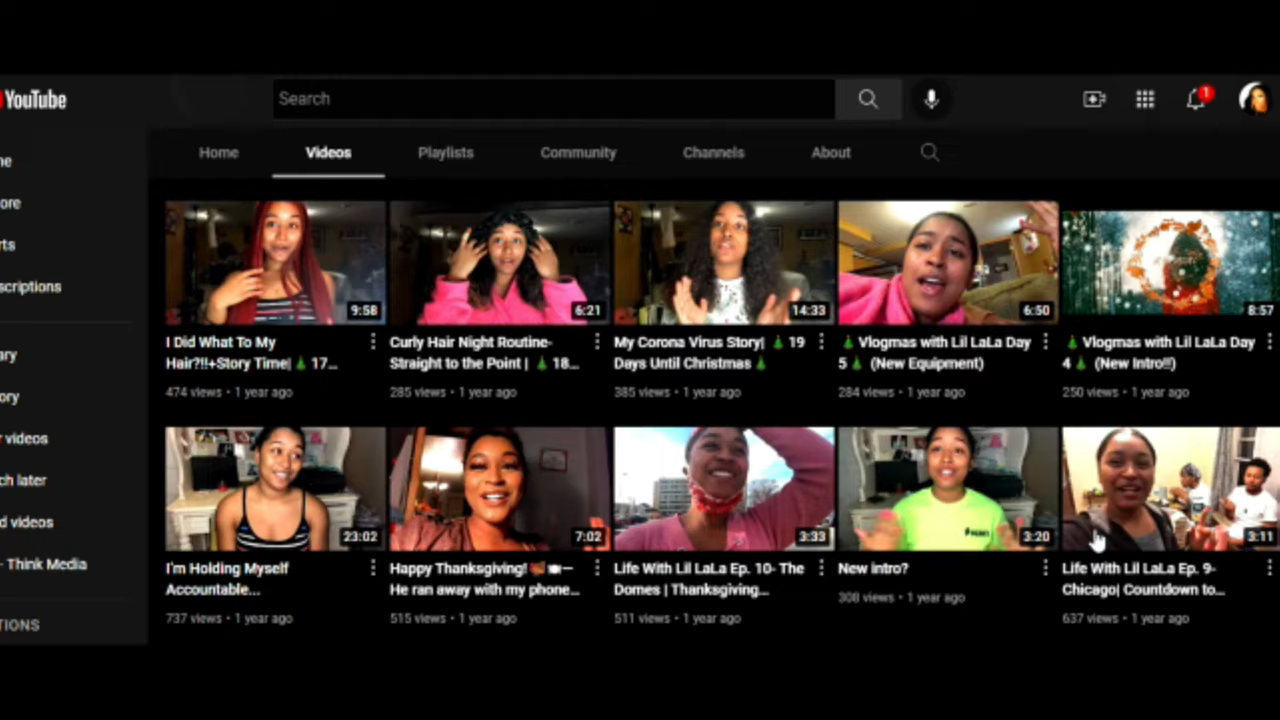 YouTube
Search
1
ne
ore
rts
scriptions
ary
ory
r videos
ch later
d videos
- Think Media
TIONS
Home Videos Playlists Community Channels About
9:58 6:21 14:33 6:50 8:57
I Did What To My
Hair?!!+Story Time|🎄 17...
474 views • 1 year ago
Curly Hair Night Routine-
Straight to the Point | 🎄 18...
285 views • 1 year ago
My Corona Virus Story| 🎄 19
Days Until Christmas🎄
385 views • 1 year ago
🎄 Vlogmas with Lil LaLa Day
5🎄 (New Equipment)
284 views • 1 year ago
🎄 Vlogmas with Lil LaLa Day
4🎄 (New Intro!!)
250 views • 1 year ago
23:02 7:02 3:33 3:20 3:11
I'm Holding Myself
Accountable...
737 views • 1 year ago
Happy Thanksgiving! 🦃🍽—
He ran away with my phone...
515 views • 1 year ago
Life With Lil LaLa Ep. 10- The
Domes | Thanksgiving...
511 views • 1 year ago
New intro?
308 views • 1 year ago
Life With Lil LaLa Ep. 9-
Chicago| Countdown to...
637 views • 1 year ago